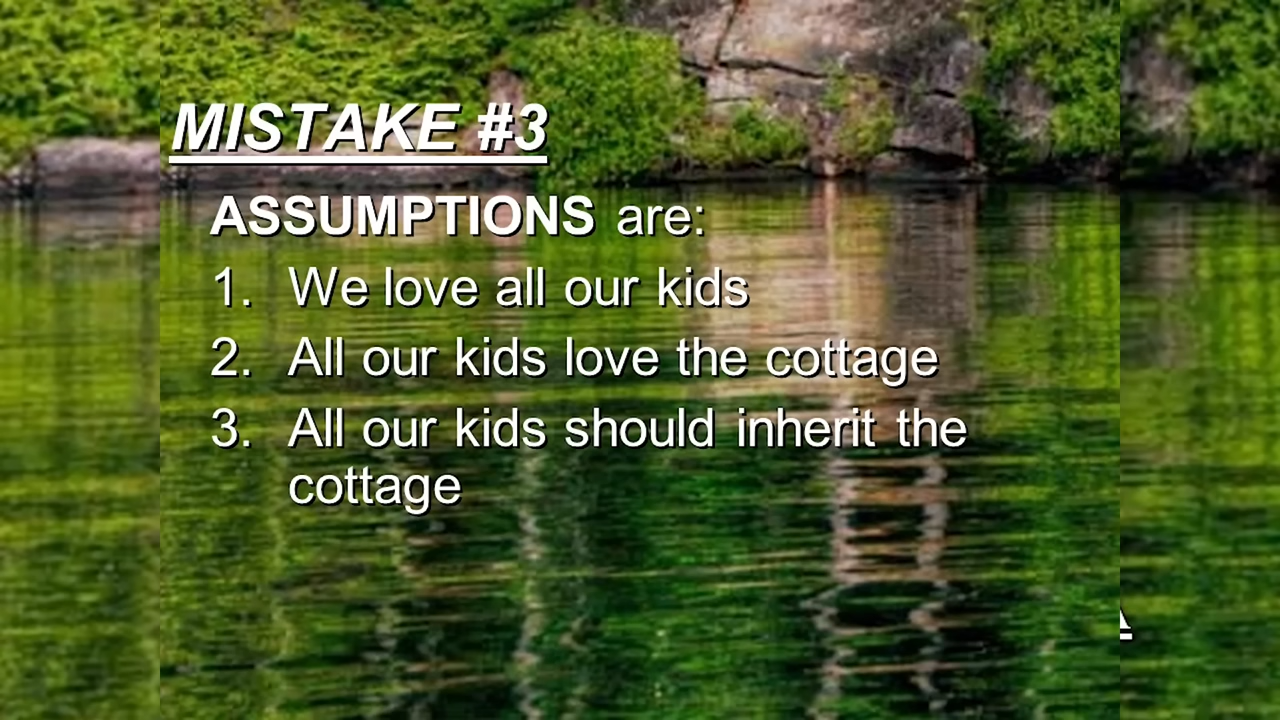 MISTAKE #3
ASSUMPTIONS are:
1. We love all our kids
2. All our kids love the cottage
3. All our kids should inherit the
cottage